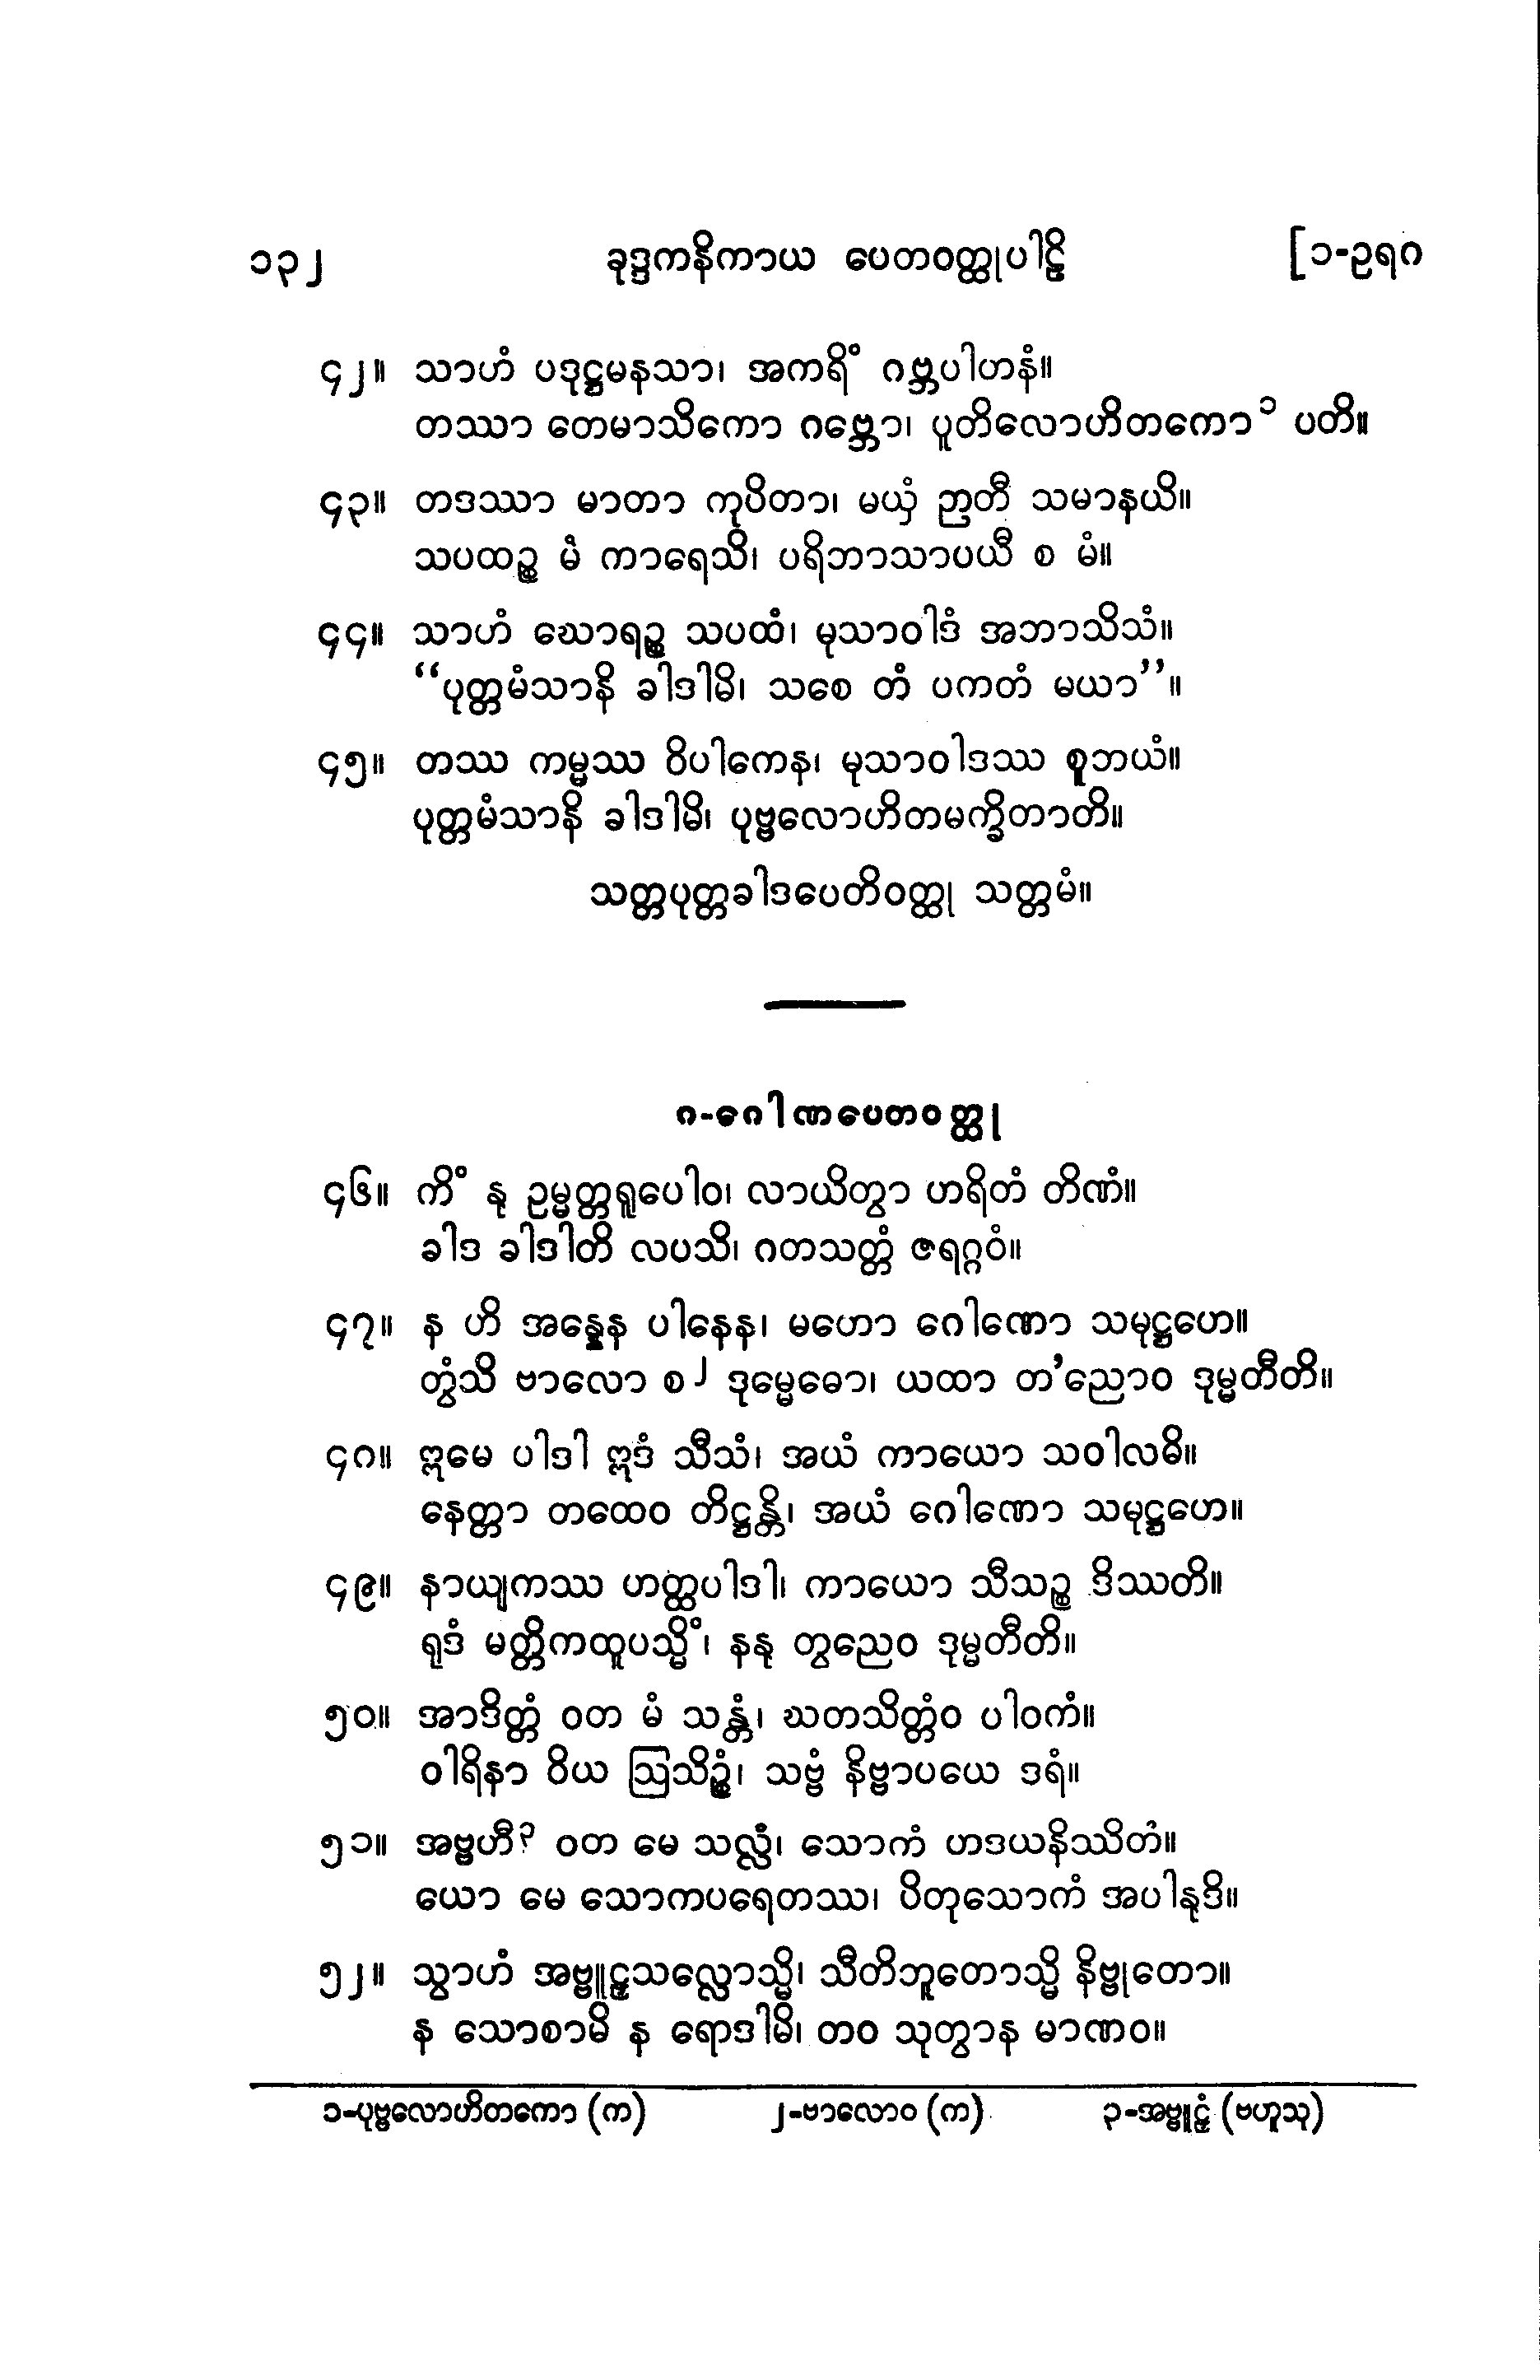 ၁၃၂ ခုဒ္ဒကနိကာယ ပေတဝတ္ထုပါဠိ [၁-ဥရဂ
၄၂။ သာဟံ ပဒုဋ္ဌမနသာ၊ အကရိံ ဂဗ္ဘပါဟနံ။
တဿာ တေမာသိကော ဂဗ္ဘော၊ ပူတိလောဟိတကော ၁ ပတိ။
၄၃။ တဒဿာ မာတာ ကုပိတာ၊ မယှံ ဉာတီ သမာနယိ။
သပထဉ္စ မံ ကာရေသိ၊ ပရိဘာသာပယီ စ မံ။
၄၄။ သာဟံ ဃောရဉ္စ သပထံ၊ မုသာဝါဒံ အဘာသိသံ။
“ပုတ္တမံသာနိ ခါဒါမိ၊ သစေ တံ ပကတံ မယာ”။
၄၅။ တဿ ကမ္မဿ ဝိပါကေန၊ မုသာဝါဒဿ စူဘယံ။
ပုတ္တမံသာနိ ခါဒါမိ၊ ပုဗ္ဗလောဟိတမက္ခိတာတိ။
သတ္တပုတ္တခါဒပေတိဝတ္ထု သတ္တမံ။
၈-ဂေါဏပေတဝတ္ထု
၄၆။ ကိံ နု ဥမ္မတ္တရူပေါဝ၊ လာယိတွာ ဟရိတံ တိဏံ။
ခါဒ ခါဒါတိ လပသိ၊ ဂတသတ္တံ ဇရဂ္ဂဝံ။
၄၇။ န ဟိ အန္နေန ပါနေန၊ မတော ဂေါဏော သမုဋ္ဌဟေ။
တွံသိ ဗာလော စ ၂ ဒုမ္မေဓော၊ ယထာ တ’ညောဝ ဒုမ္မတီတိ။
၄၈။ ဣမေ ပါဒါ ဣဒံ သီသံ၊ အယံ ကာယော သဝါလဓိ။
နေတ္တာ တထေဝ တိဋ္ဌန္တိ၊ အယံ ဂေါဏော သမုဋ္ဌဟေ။
၄၉။ နာယျကဿ ဟတ္ထပါဒါ၊ ကာယော သီသဉ္စ ဒိဿတိ။
ရုဒံ မတ္တိကထူပသ္မိံ၊ နနု တွညေဝ ဒုမ္မတီတိ။
၅၀။ အာဒိတ္တံ ဝတ မံ သန္တံ၊ ဃတသိတ္တံဝ ပါဝကံ။
ဝါရိနာ ဝိယ ဩသိဉ္စံ၊ သဗ္ဗံ နိဗ္ဗာပယေ ဒရံ။
၅၁။ အဗ္ဗဟီ ၃ ဝတ မေ သလ္လံ၊ သောကံ ဟဒယနိဿိတံ။
ယော မေ သောကပရေတဿ၊ ပိတုသောကံ အပါနုဒိ။
၅၂။ သွာဟံ အဗ္ဗူဠှသလ္လောသ္မိ၊ သီတိဘူတောသ္မိ နိဗ္ဗုတော။
န သောစာမိ န ရောဒါမိ၊ တဝ သုတွာန မာဏဝ။
၁-ပုဗ္ဗလောဟိတကော (က) ၂-ဗာလောဝ (က) ၃-အဗ္ဗူဠှံ (ဗဟူသု)